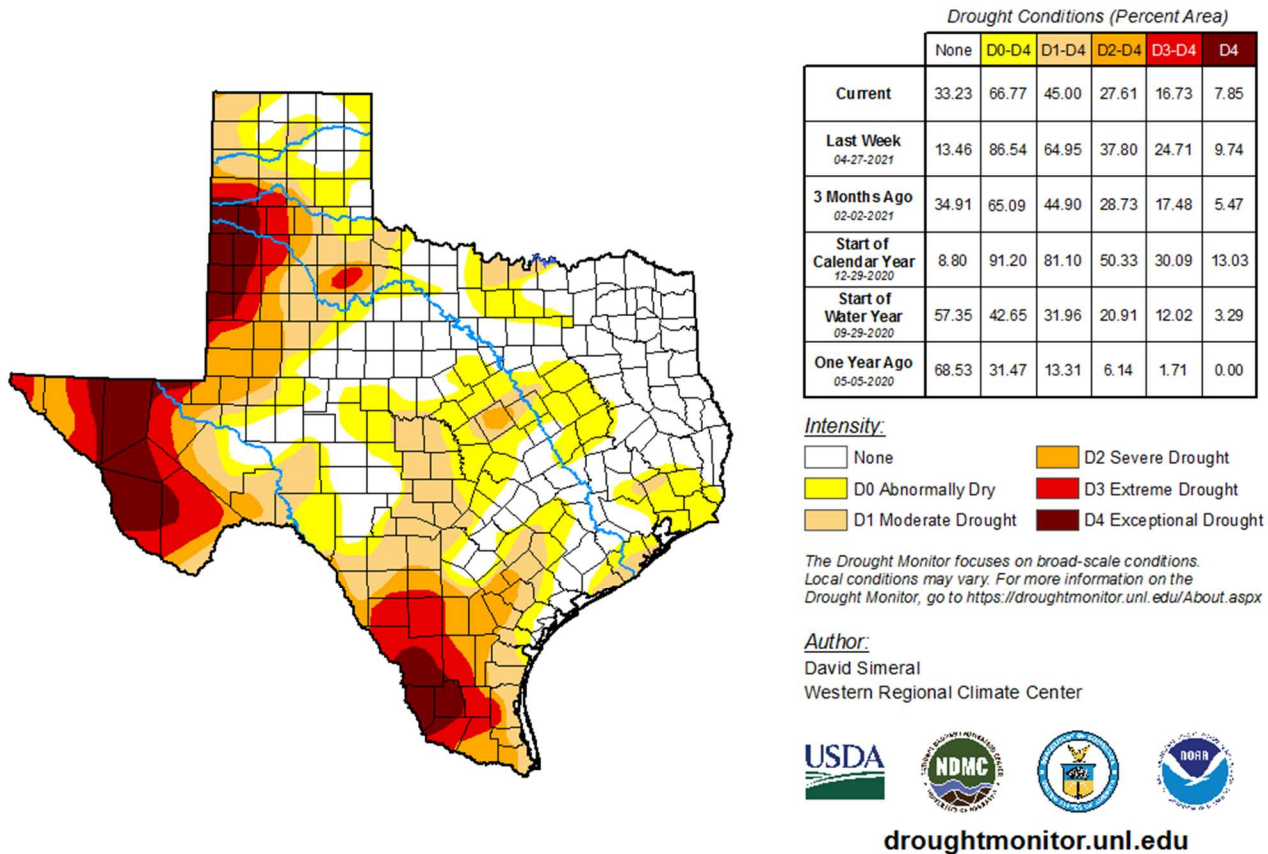 Drought Conditions (Percent Area)
None D0-D4 D1-D4 D2-D4 D3-D4 D4
Current 33.23 66.77 45.00 27.61 16.73 7.85
Last Week
04-27-2021
13.46 86.54 64.95 37.80 24.71 9.74
3 Months Ago
02-02-2021
34.91 65.09 44.90 28.73 17.48 5.47
Start of
Calendar Year
12-29-2020
8.80 91.20 81.10 50.33 30.09 13.03
Start of
Water Year
09-29-2020
57.35 42.65 31.96 20.91 12.02 3.29
One Year Ago
05-05-2020
68.53 31.47 13.31 6.14 1.71 0.00
Intensity:
None
D0 Abnormally Dry
D1 Moderate Drought
D2 Severe Drought
D3 Extreme Drought
D4 Exceptional Drought
The Drought Monitor focuses on broad-scale conditions.
Local conditions may vary. For more information on the
Drought Monitor, go to https://droughtmonitor.unl.edu/About.aspx
Author:
David Simeral
Western Regional Climate Center
USDA
NDMC
NOAA
droughtmonitor.unl.edu